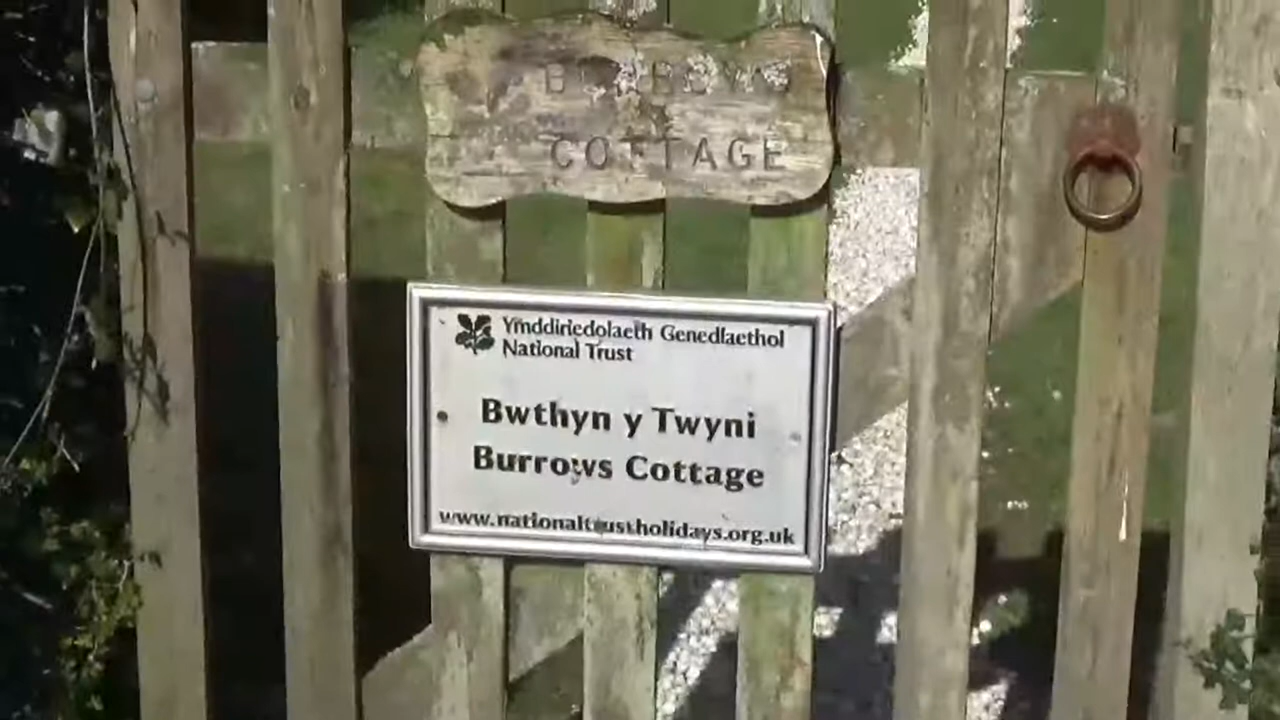 COTTAGE
Ymddiriedolaeth Genedlaethol
National Trust
Bwthyn y Twyni
Burrows Cottage
www.nationaltrustholidays.org.uk